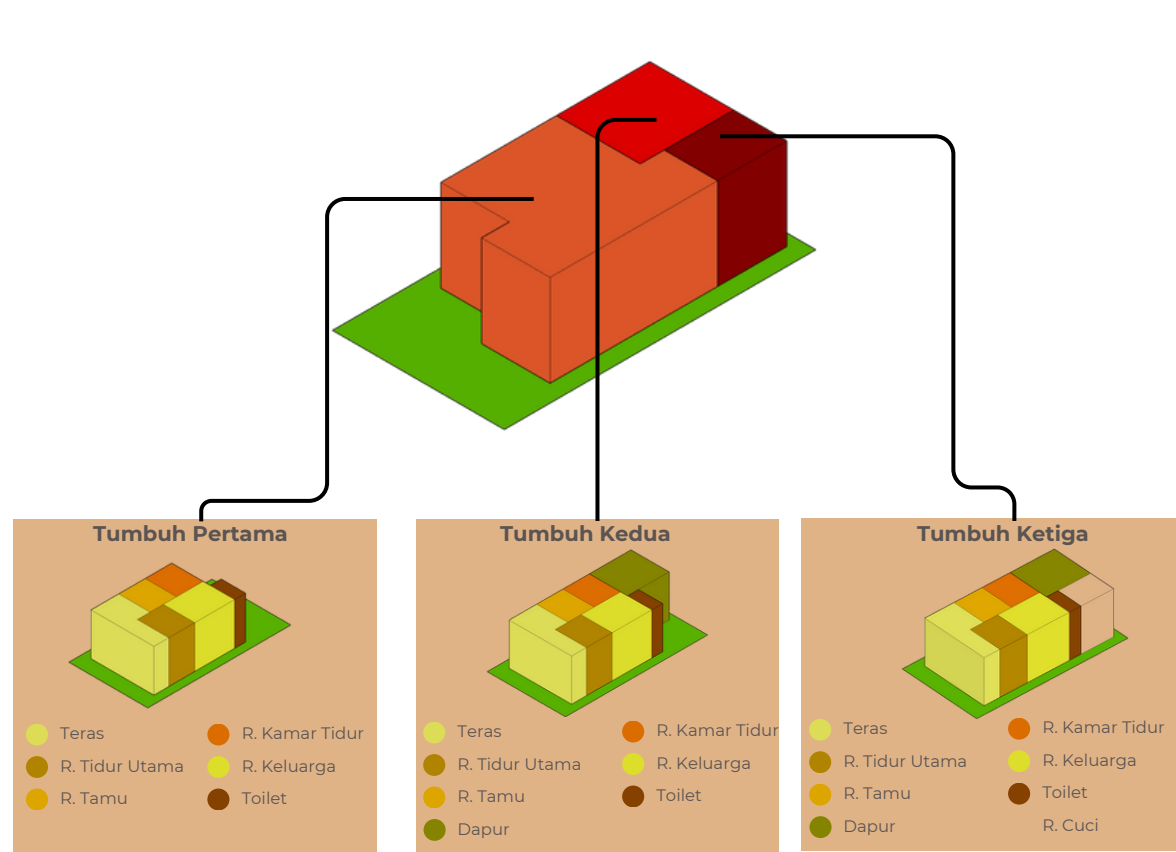 Tumbuh Pertama
Teras
R. Kamar Tidur
R. Tidur Utama
R. Keluarga
R. Tamu
Toilet
Tumbuh Kedua
Teras
R. Kamar Tidur
R. Tidur Utama
R. Keluarga
R. Tamu
Toilet
Dapur
Tumbuh Ketiga
Teras
R. Kamar Tidur
R. Tidur Utama
R. Keluarga
R. Tamu
Toilet
Dapur
R. Cuci